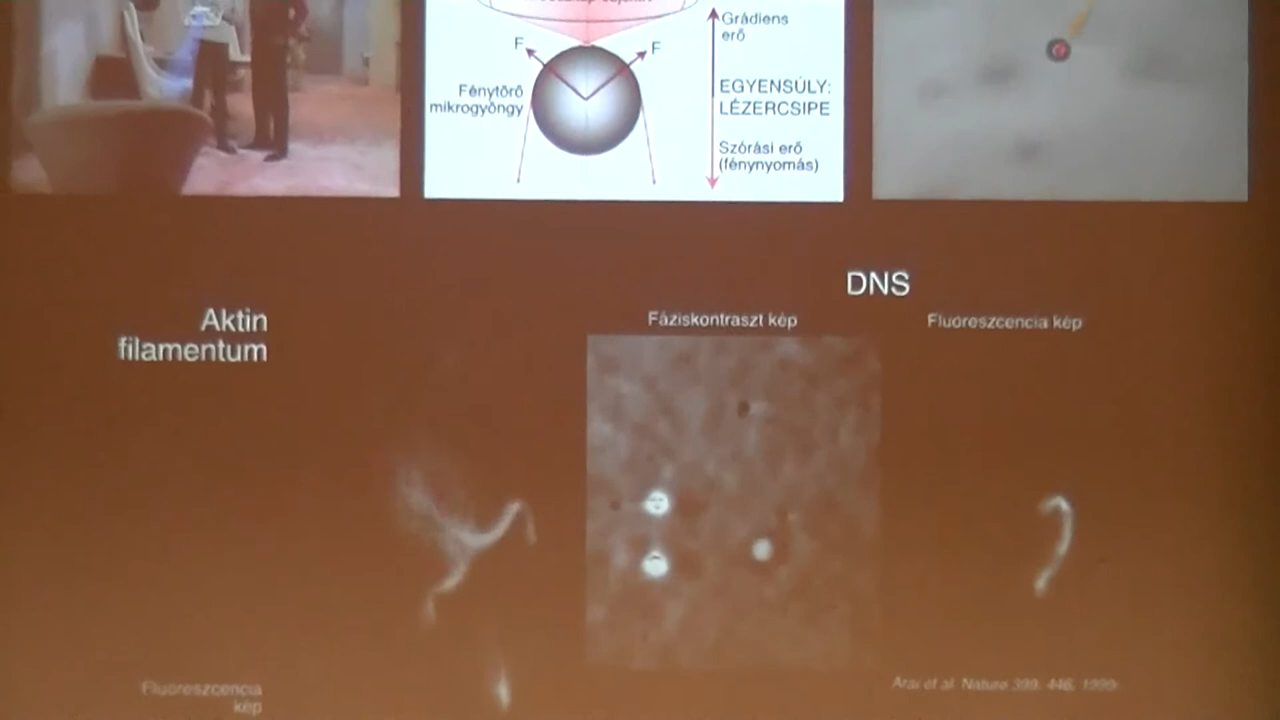 F
F
Grádiens
erő
Fénytörő
mikrogyöngy
EGYENSÚLY:
LÉZERCSIPE
Szórási erő
(fénynyomás)
DNS
Aktin
filamentum
Fáziskontraszt kép
Fluoreszcencia kép
Arai et al. Nature 399, 446, 1999
Fluoreszcencia
kép